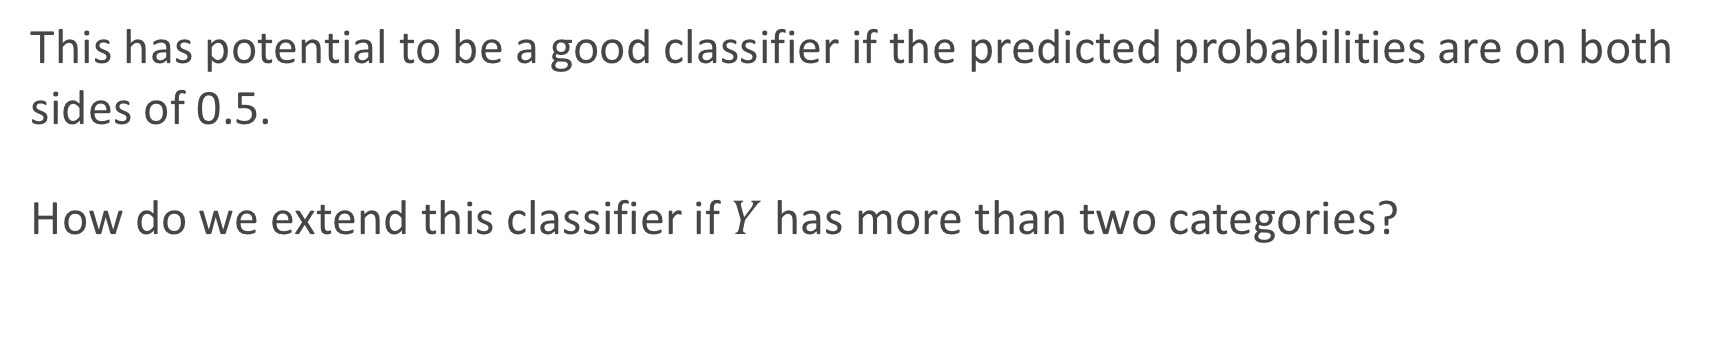 This has potential to be a good classifier if the predicted probabilities are on both
sides of 0.5.
How do we extend this classifier if Y has more than two categories?